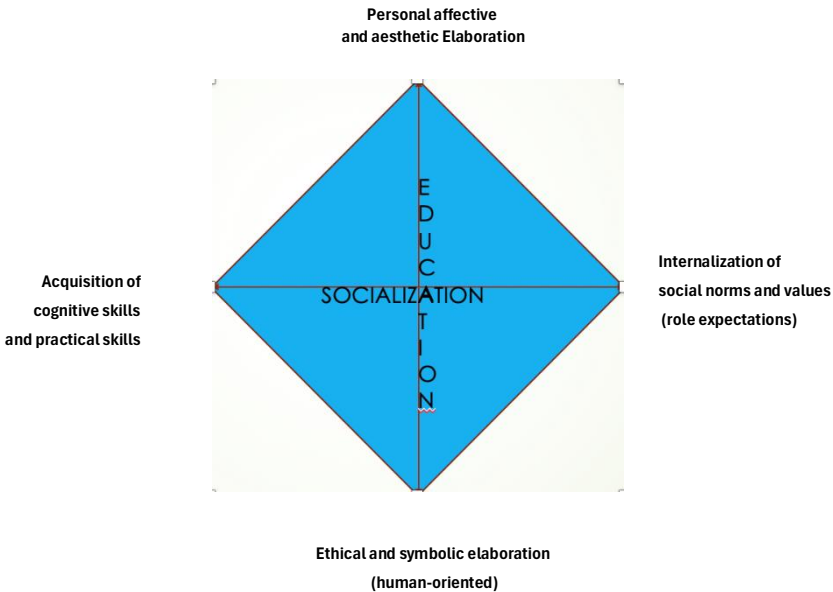 Personal affective
and aesthetic Elaboration
EDUCATION
SOCIALIZATION
Internalization of
social norms and values
(role expectations)
Acquisition of
cognitive skills
and practical skills
Ethical and symbolic elaboration
(human-oriented)